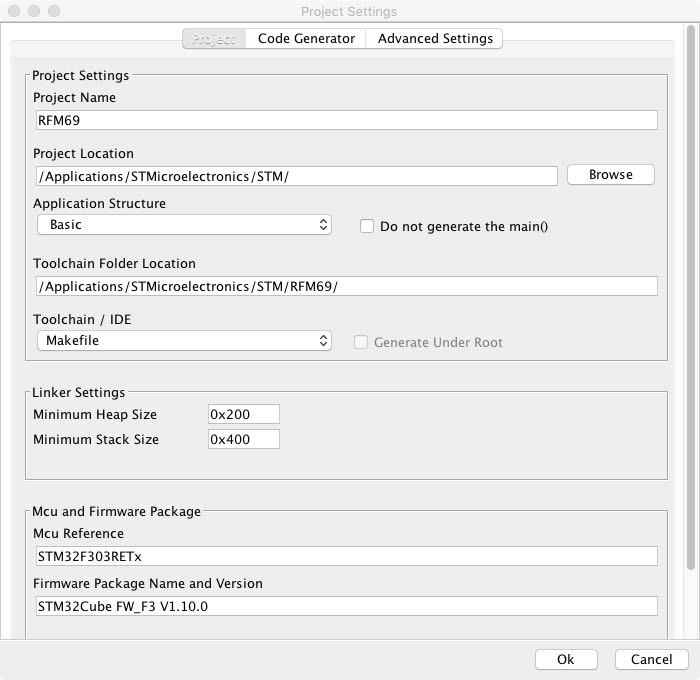 Project Settings
Project Code Generator Advanced Settings
Project Settings
Project Name
RFM69
Project Location
/Applications/STMicroelectronics/STM/ Browse
Application Structure
Basic Do not generate the main()
Toolchain Folder Location
/Applications/STMicroelectronics/STM/RFM69/
Toolchain / IDE
Makefile Generate Under Root
Linker Settings
Minimum Heap Size 0x200
Minimum Stack Size 0x400
Mcu and Firmware Package
Mcu Reference
STM32F303RETx
Firmware Package Name and Version
STM32Cube FW_F3 V1.10.0
Ok Cancel